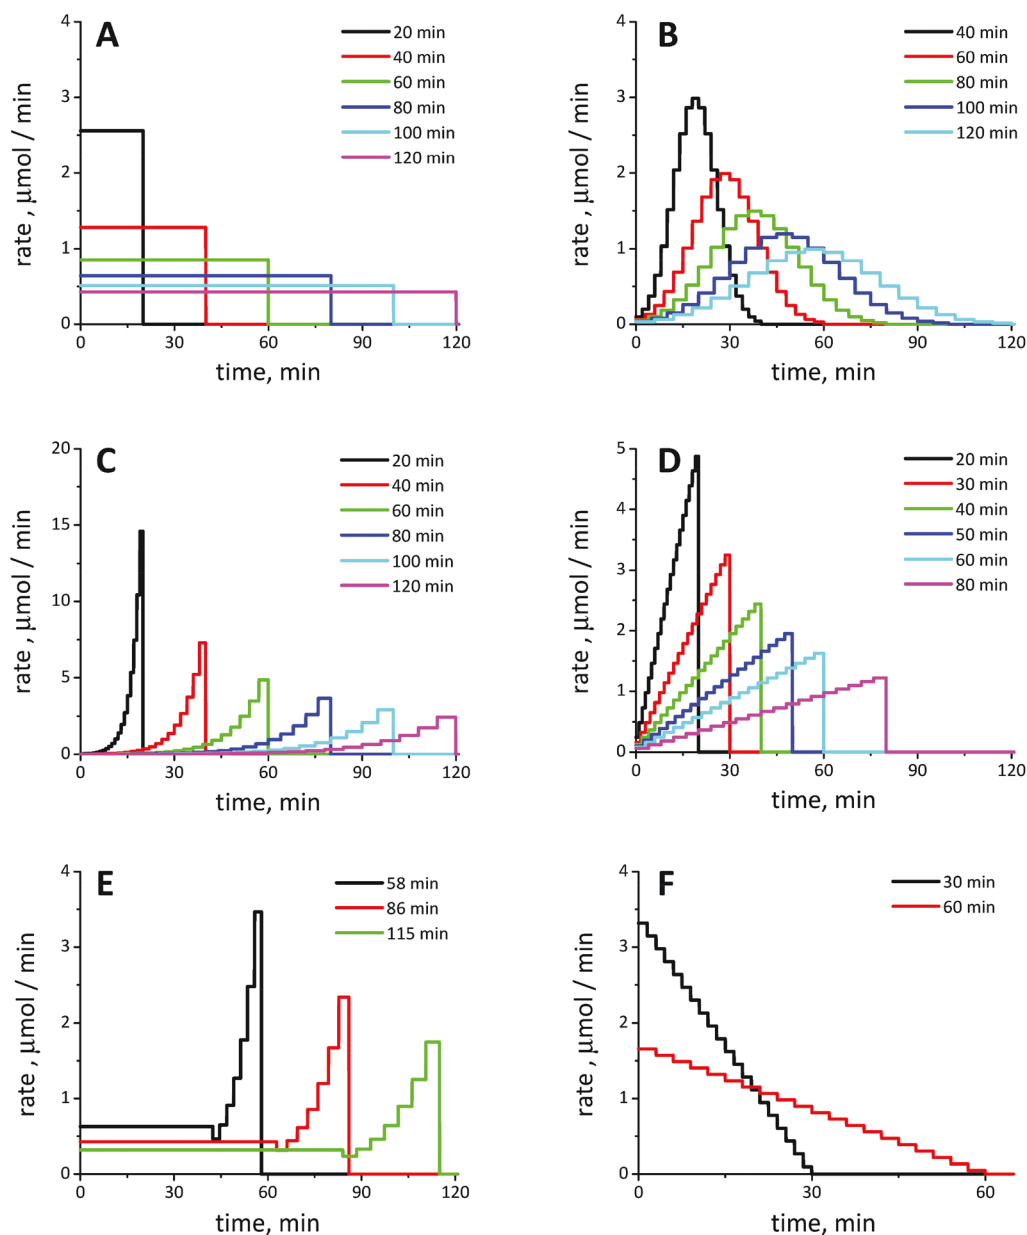 A
20 min
40 min
60 min
80 min
100 min
120 min
rate , μmol / min
4
3
2
1
0
0 30 60 90 120
time, min
B
40 min
60 min
80 min
100 min
120 min
rate , μmol / min
4
3
2
1
0
0 30 60 90 120
time, min
C
20 min
40 min
60 min
80 min
100 min
120 min
rate , μmol / min
20
15
10
5
0
0 30 60 90 120
time, min
D
20 min
30 min
40 min
50 min
60 min
80 min
rate , μmol / min
5
4
3
2
1
0
0 30 60 90 120
time, min
E
58 min
86 min
115 min
rate , μmol / min
4
3
2
1
0
0 30 60 90 120
time, min
F
30 min
60 min
rate , μmol / min
4
3
2
1
0
0 30 60
time, min